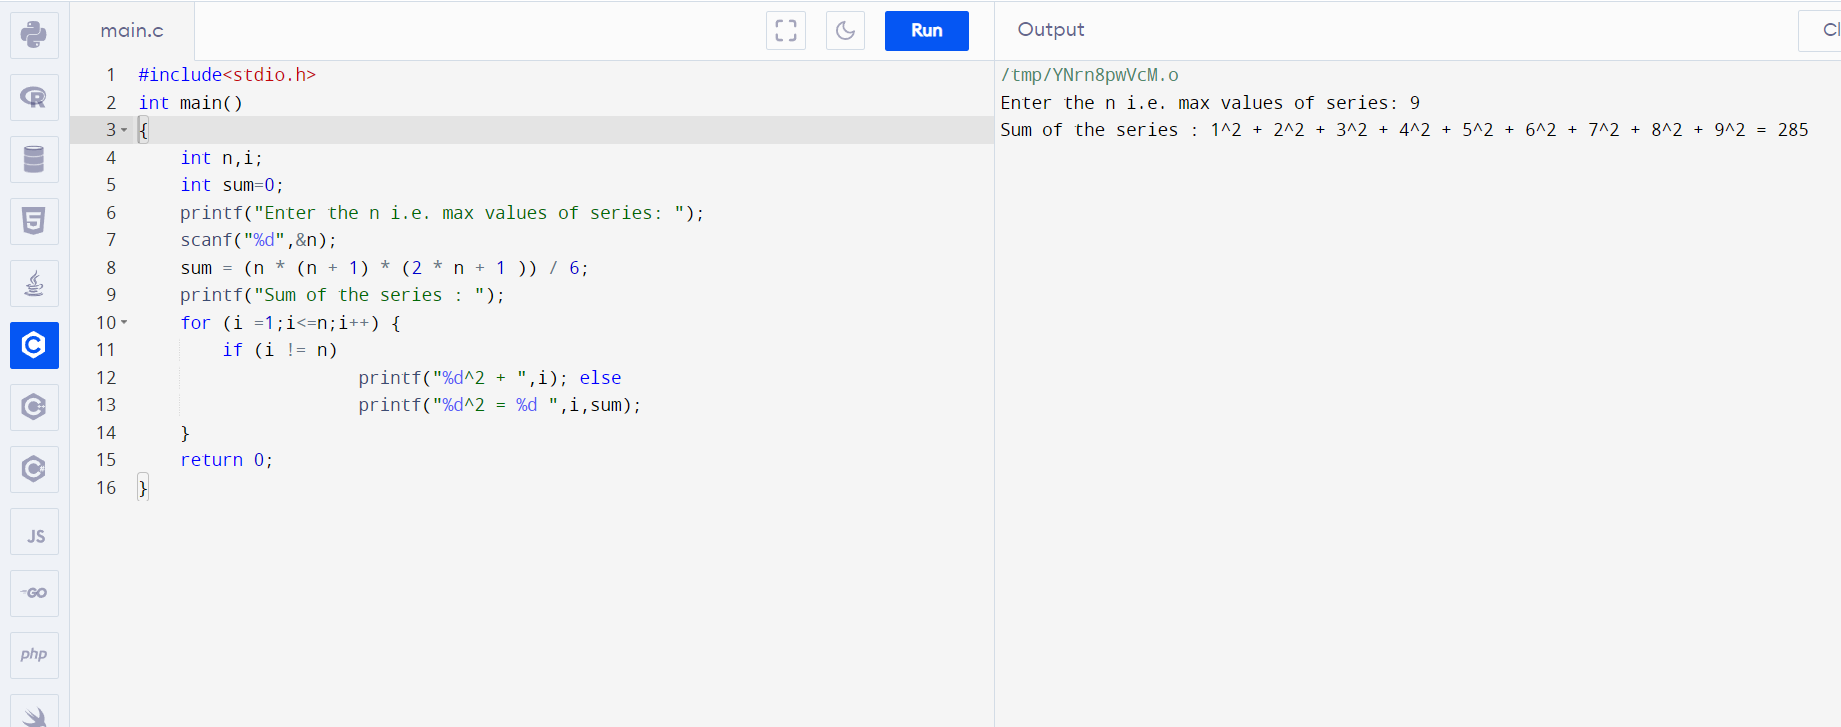 main.c
Run
Output
Cl
1 #include<stdio.h>
2 int main()
3 {
4 int n,i;
5 int sum=0;
6 printf("Enter the n i.e. max values of series: ");
7 scanf("%d",&n);
8 sum = (n * (n + 1) * (2 * n + 1 )) / 6;
9 printf("Sum of the series : ");
10 for (i =1;i<=n;i++) {
11 if (i != n)
12 printf("%d^2 + ",i); else
13 printf("%d^2 = %d ",i,sum);
14 }
15 return 0;
16 }
/tmp/YNrn8pwVcM.o
Enter the n i.e. max values of series: 9
Sum of the series : 1^2 + 2^2 + 3^2 + 4^2 + 5^2 + 6^2 + 7^2 + 8^2 + 9^2 = 285
R
5
C
C
C
JS
GO
php